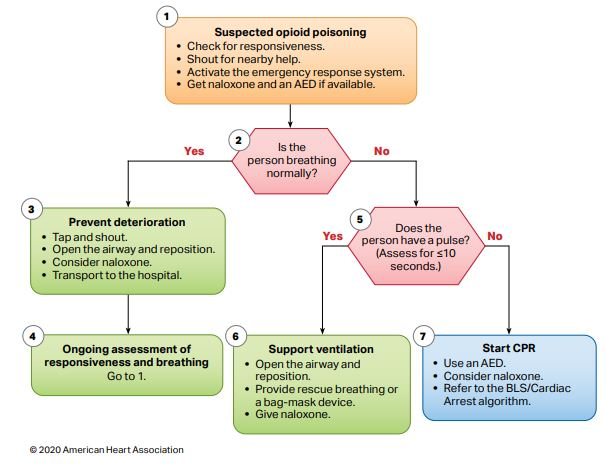 1
Suspected opioid poisoning
• Check for responsiveness.
• Shout for nearby help.
• Activate the emergency response system.
• Get naloxone and an AED if available.
2
Is the
person breathing
normally?
Yes
No
3
Prevent deterioration
• Tap and shout.
• Open the airway and reposition.
• Consider naloxone.
• Transport to the hospital.
5
Does the
person have a pulse?
(Assess for ≤10
seconds.)
Yes
No
4
Ongoing assessment of
responsiveness and breathing
Go to 1.
6
Support ventilation
• Open the airway and
reposition.
• Provide rescue breathing or
a bag-mask device.
• Give naloxone.
7
Start CPR
• Use an AED.
• Consider naloxone.
• Refer to the BLS/Cardiac
Arrest algorithm.
© 2020 American Heart Association